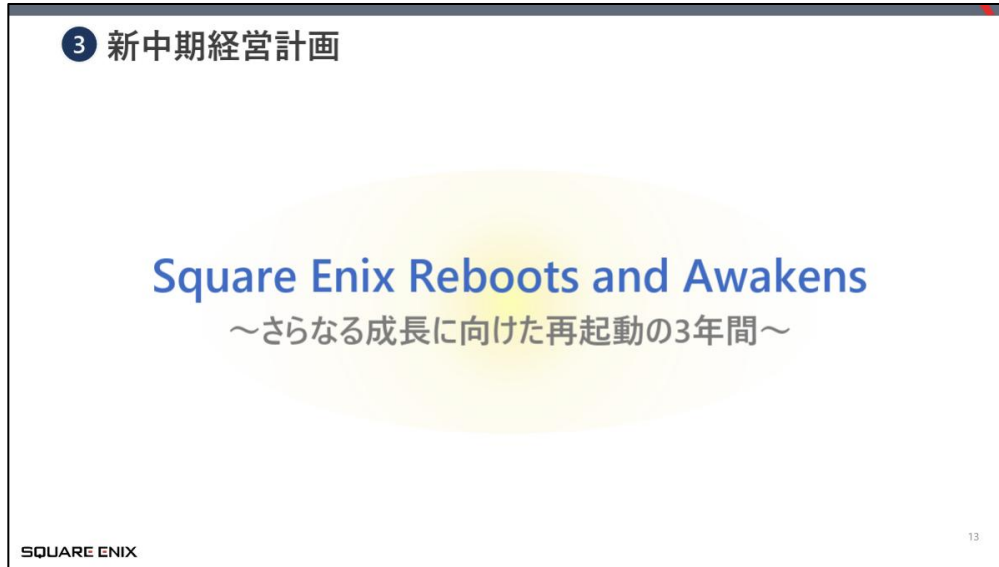 3 新中期経営計画
Square Enix Reboots and Awakens
～さらなる成長に向けた再起動の3年間～
13
SQUARE ENIX